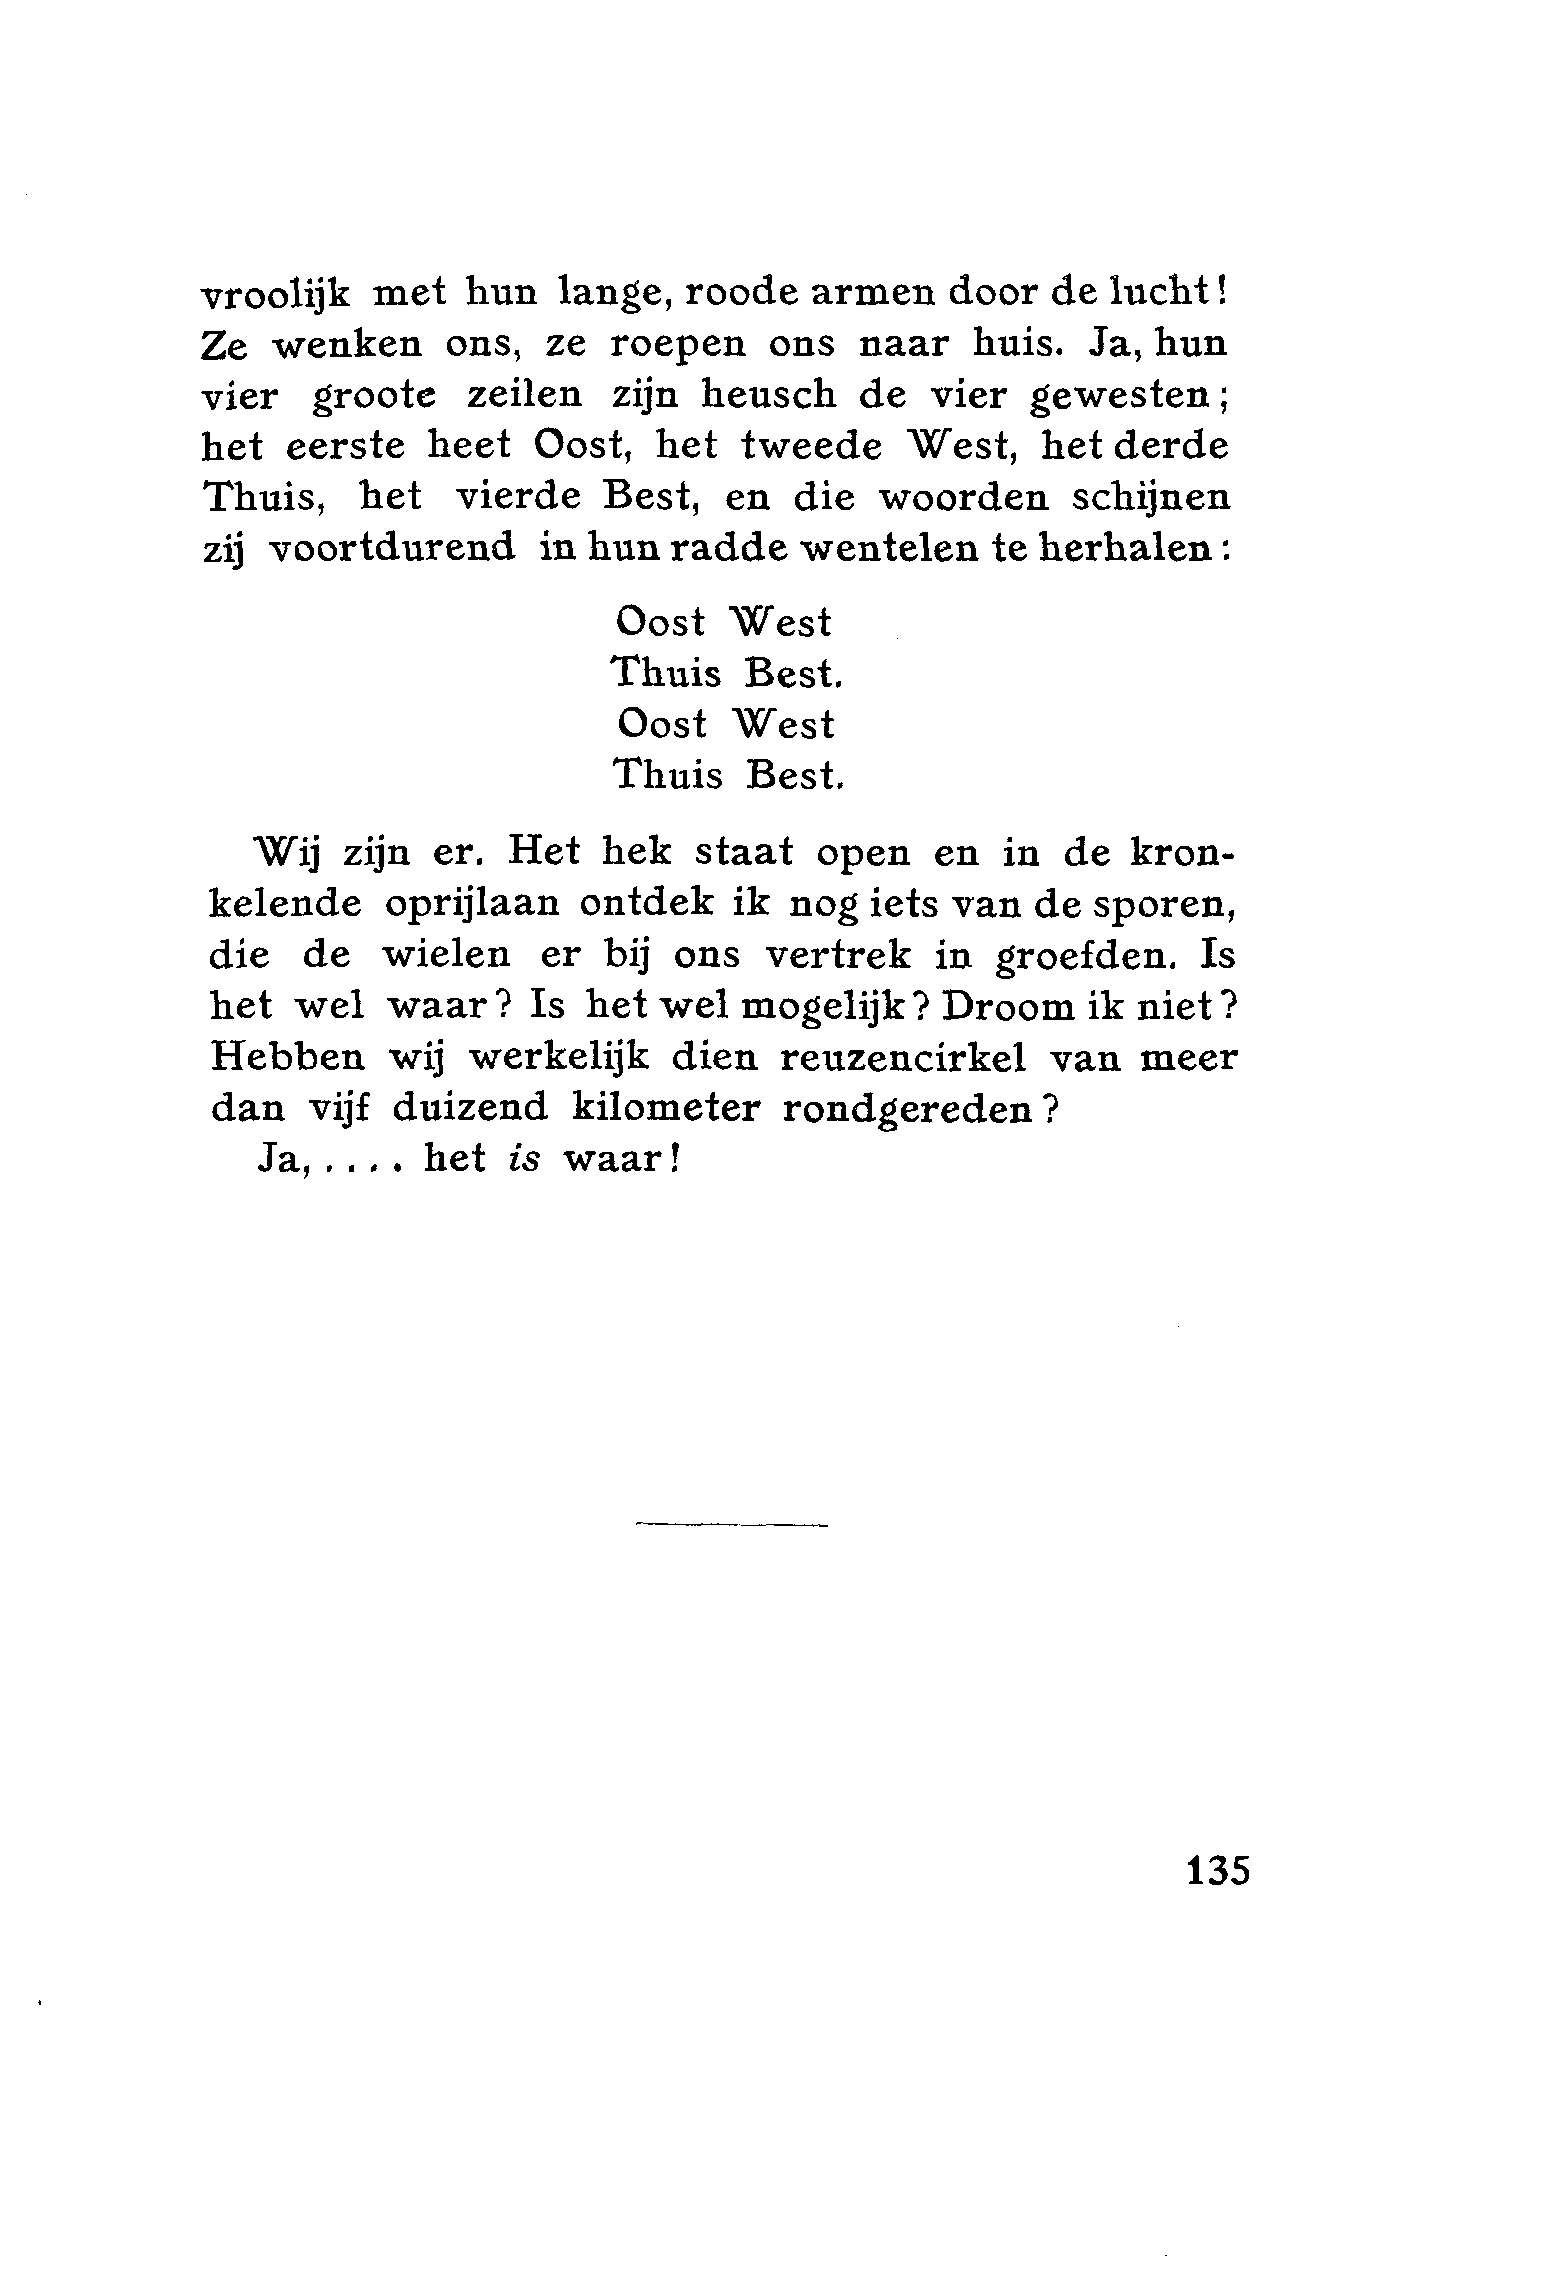 vroolijk met hun lange, roode armen door de lucht!
Ze wenken ons, ze roepen ons naar huis. Ja, hun
vier groote zeilen zijn heusch de vier gewesten;
het eerste heet Oost, het tweede West, het derde
Thuis, het vierde Best, en die woorden schijnen
zij voortdurend in hun radde wentelen te herhalen:
Oost West
Thuis Best.
Oost West
Thuis Best.
Wij zijn er. Het hek staat open en in de kron-
kelende oprijlaan ontdek ik nog iets van de sporen,
die de wielen er bij ons vertrek in groefden. Is
het wel waar? Is het wel mogelijk? Droom ik niet?
Hebben wij werkelijk dien reuzencirkel van meer
dan vijf duizend kilometer rondgereden?
Ja, .... het is waar!
135